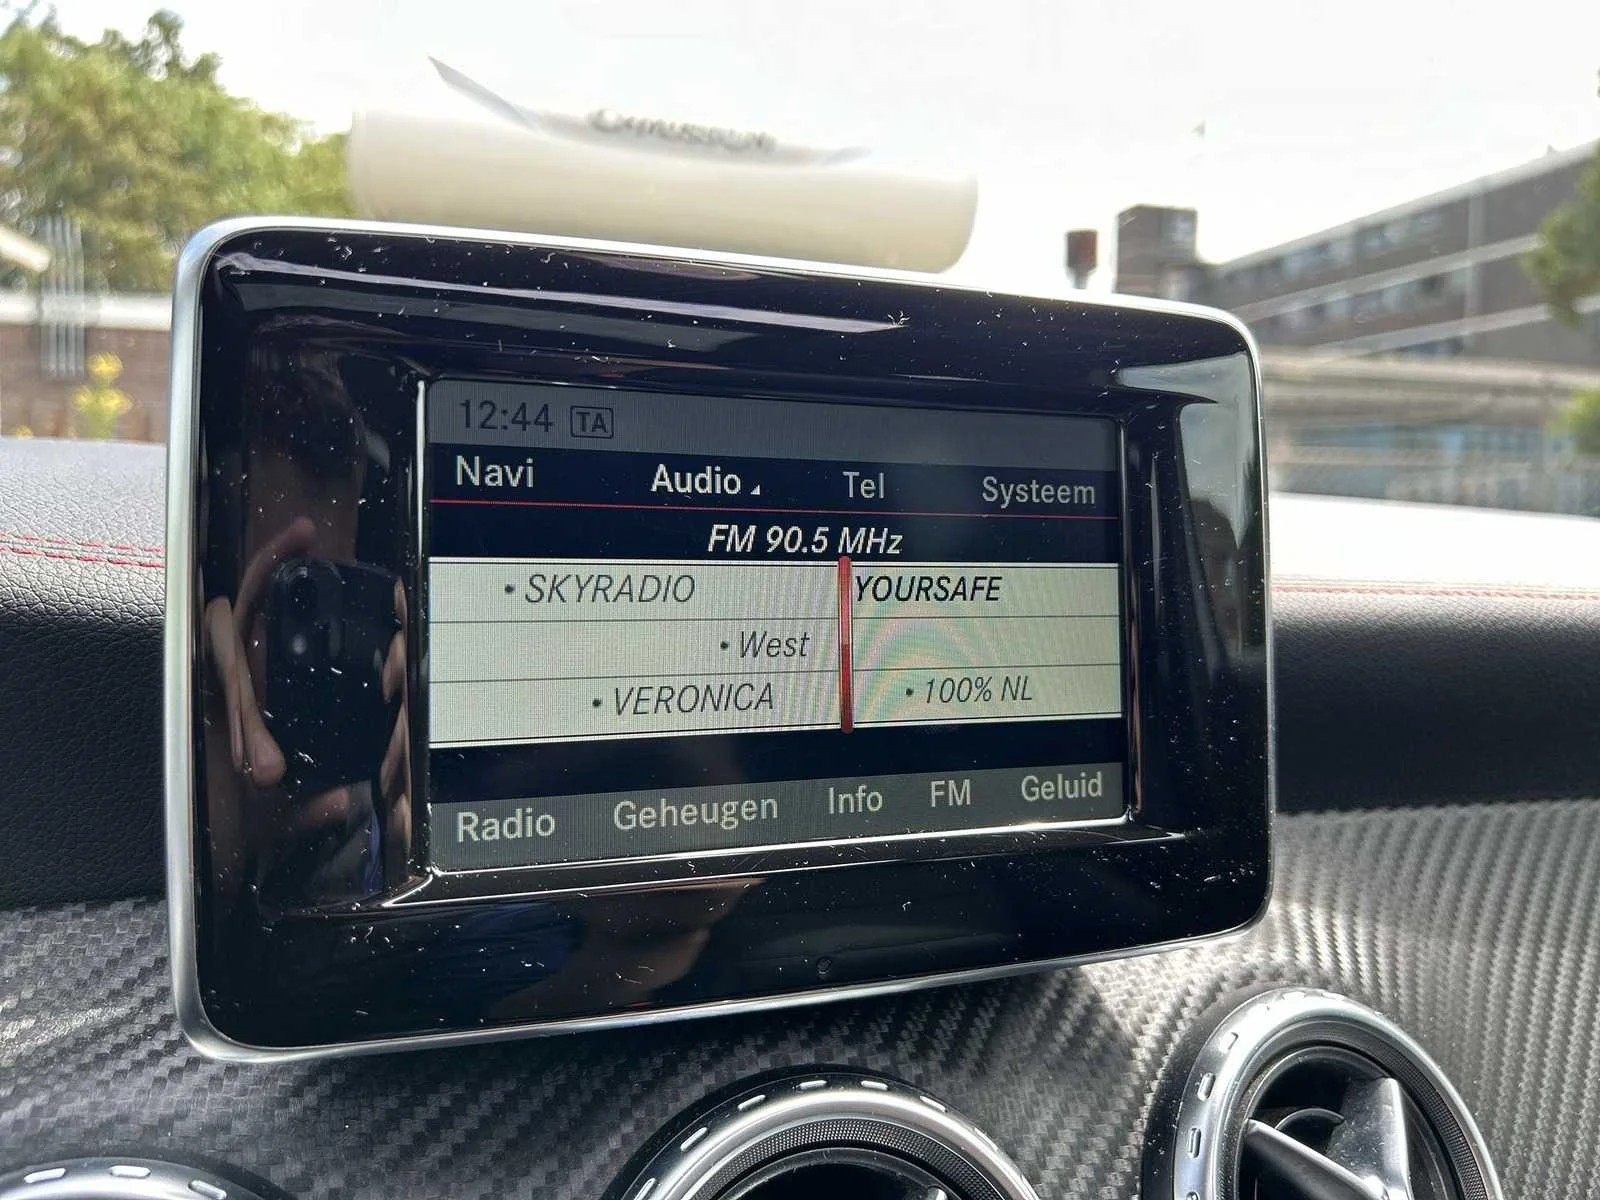 12:44 TA
Navi Audio Tel Systeem
FM 90.5 MHz
• SKYRADIO YOURSAFE
• West
• VERONICA • 100% NL
Radio Geheugen Info FM Geluid